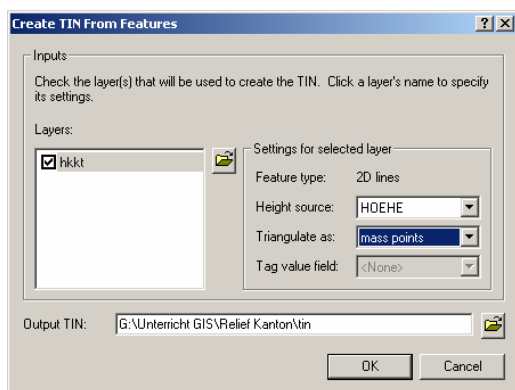 Create TIN From Features
Inputs
Check the layer(s) that will be used to create the TIN. Click a layer's name to specify
its settings.
Layers:
hkkt
Settings for selected layer
Feature type: 2D lines
Height source: HOEHE
Triangulate as: mass points
Tag value field: <None>
Output TIN: G:\Unterricht GIS\Relief Kanton\tin
OK Cancel